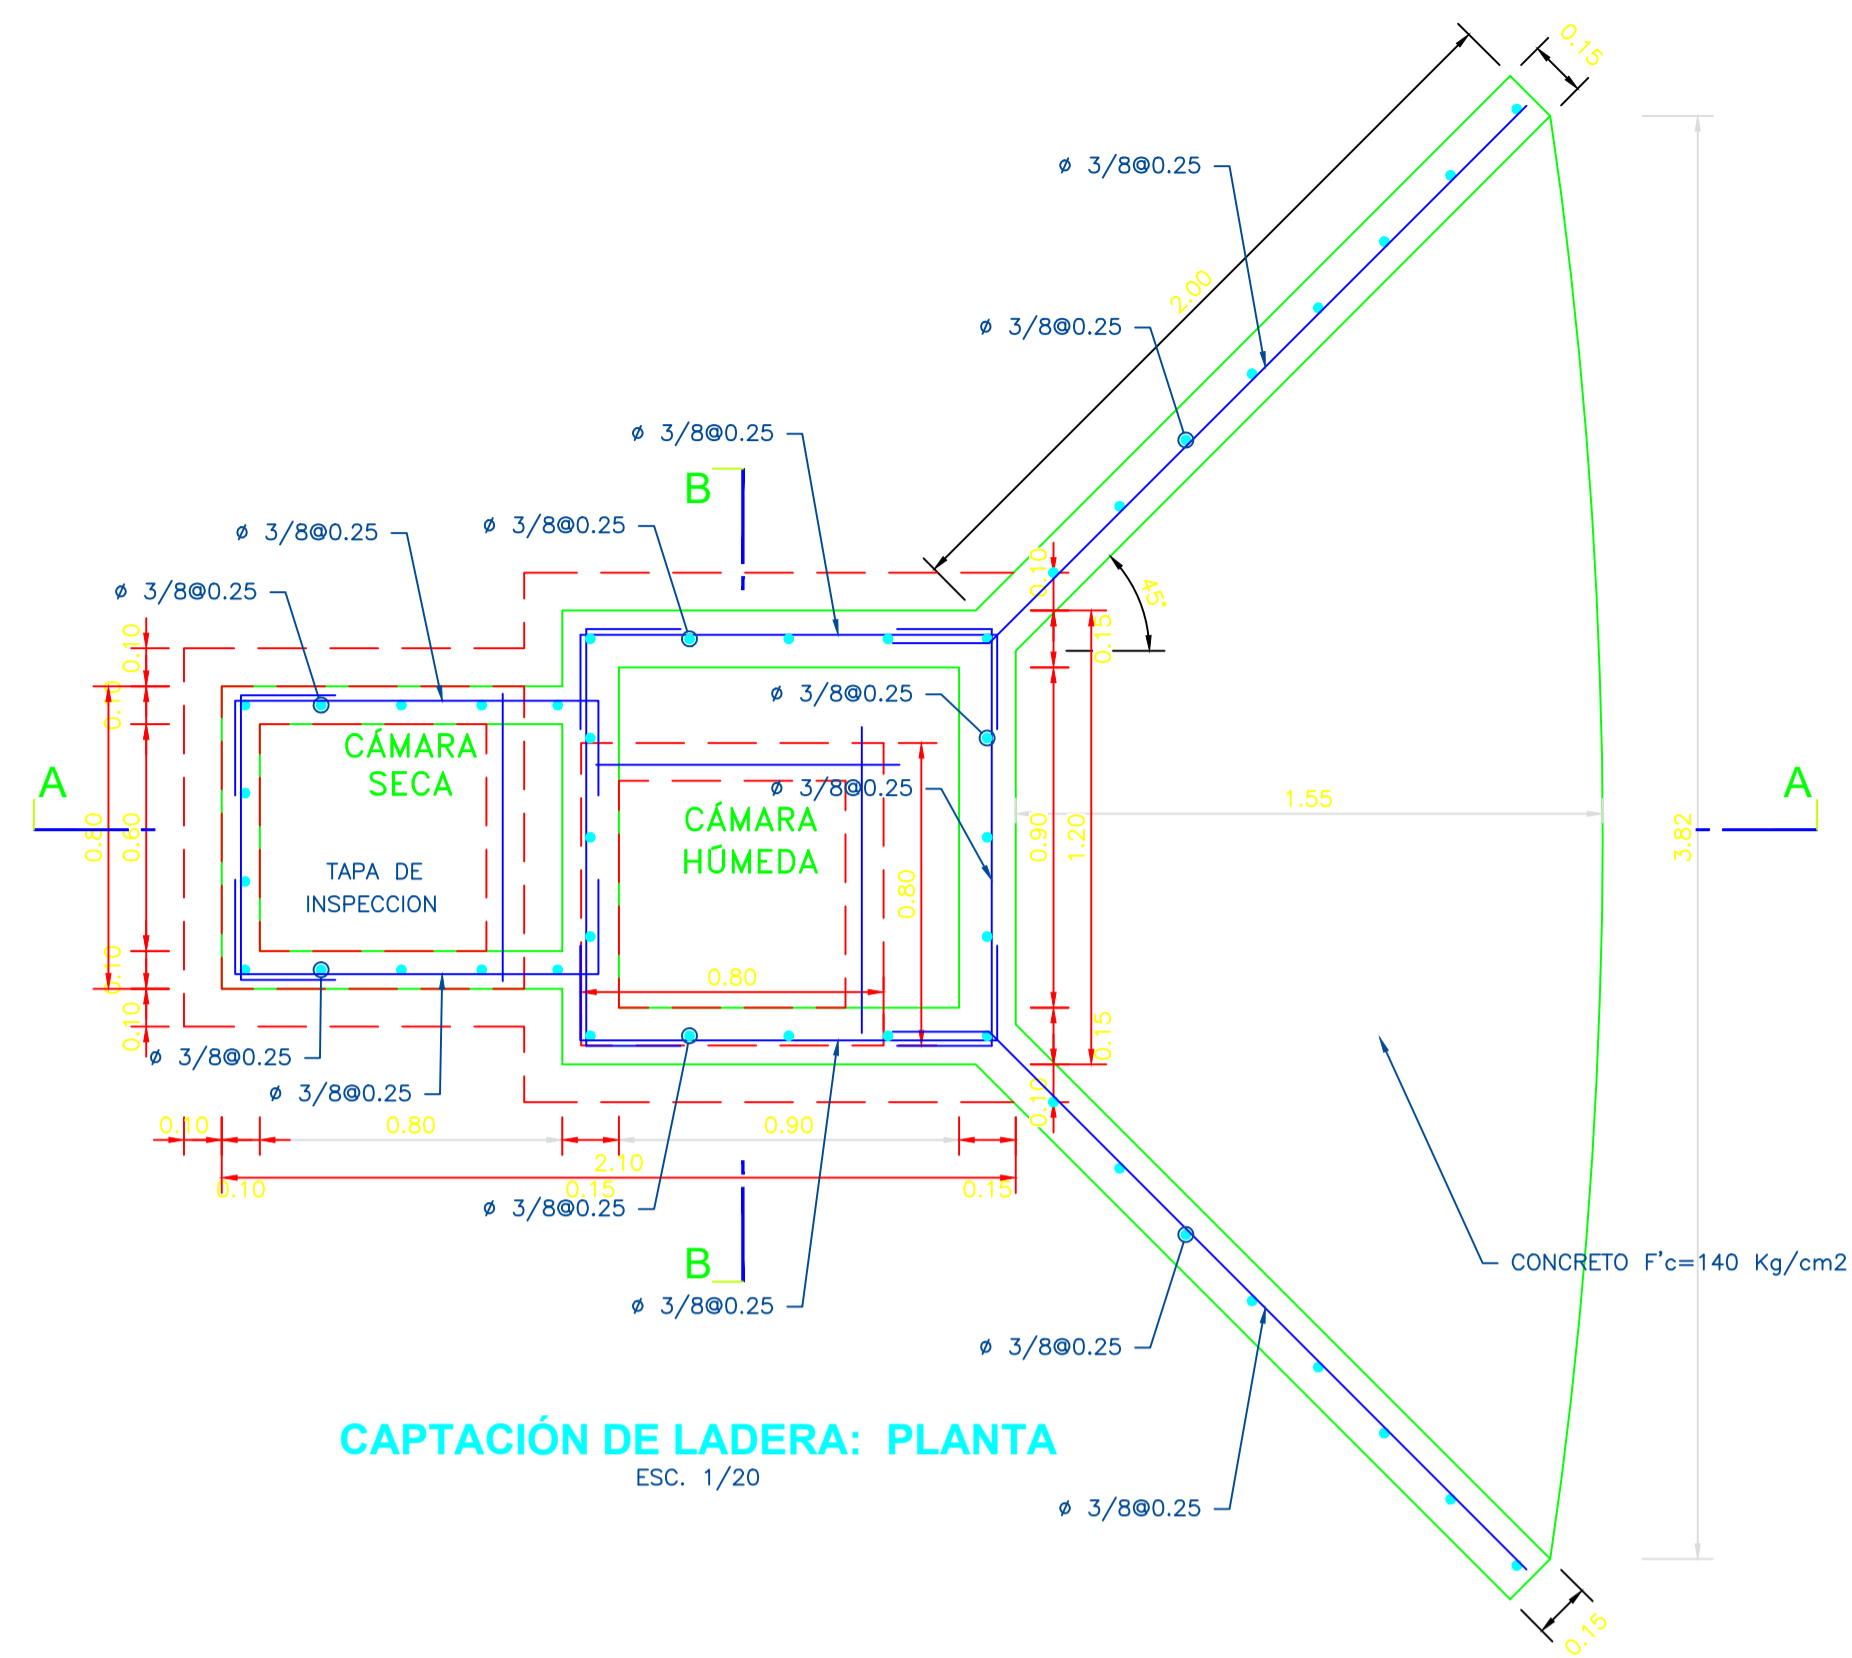 0.15
2.00
ø 3/8@0.25
ø 3/8@0.25
ø 3/8@0.25
B
ø 3/8@0.25
ø 3/8@0.25
ø 3/8@0.25
0.10
45°
0.15
0.10
0.10
ø 3/8@0.25
CÁMARA
SECA
A
ø 3/8@0.25
A
1.55
CÁMARA
HÚMEDA
0.80
0.60
0.90
1.20
3.82
TAPA DE
INSPECCION
0.80
0.80
0.10
0.10
0.15
0.10
ø 3/8@0.25
ø 3/8@0.25
0.10
0.80
0.90
2.10
0.10
0.15
0.15
ø 3/8@0.25
B
CONCRETO F'c=140 Kg/cm2
ø 3/8@0.25
ø 3/8@0.25
CAPTACIÓN DE LADERA: PLANTA
ESC. 1/20
ø 3/8@0.25
0.15